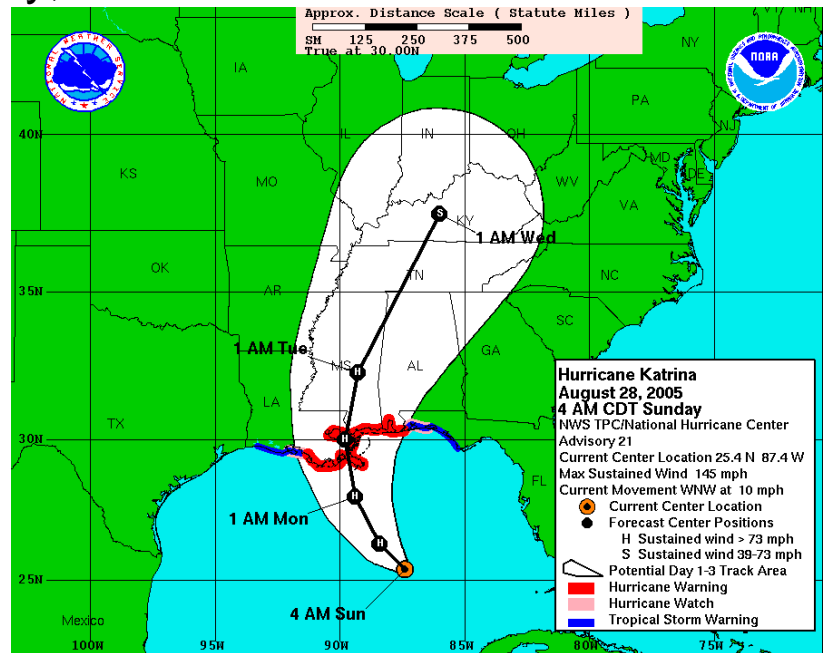 Approx. Distance Scale ( Statute Miles )
SM 125 250 375 500
True at 30.00N
NATIONAL WEATHER SERVICE
NOAA
NY
NH
IA
PA
NJ
40N
IL
IN
OH
MD
DE
KS
MO
WV
VA
S
KY
1 AM Wed
OK
TN
NC
35N
AR
SC
1 AM Tue
H
MS
AL
GA
LA
TX
30N
H
FL
H
1 AM Mon
H
25N
4 AM Sun
Mexico
100W 95W 90W 85W 80W 75W
Hurricane Katrina
August 28, 2005
4 AM CDT Sunday
NWS TPC/National Hurricane Center
Advisory 21
Current Center Location 25.4 N 87.4 W
Max Sustained Wind 145 mph
Current Movement WNW at 10 mph
Current Center Location
Forecast Center Positions
H Sustained wind > 73 mph
S Sustained wind 39-73 mph
Potential Day 1-3 Track Area
Hurricane Warning
Hurricane Watch
Tropical Storm Warning